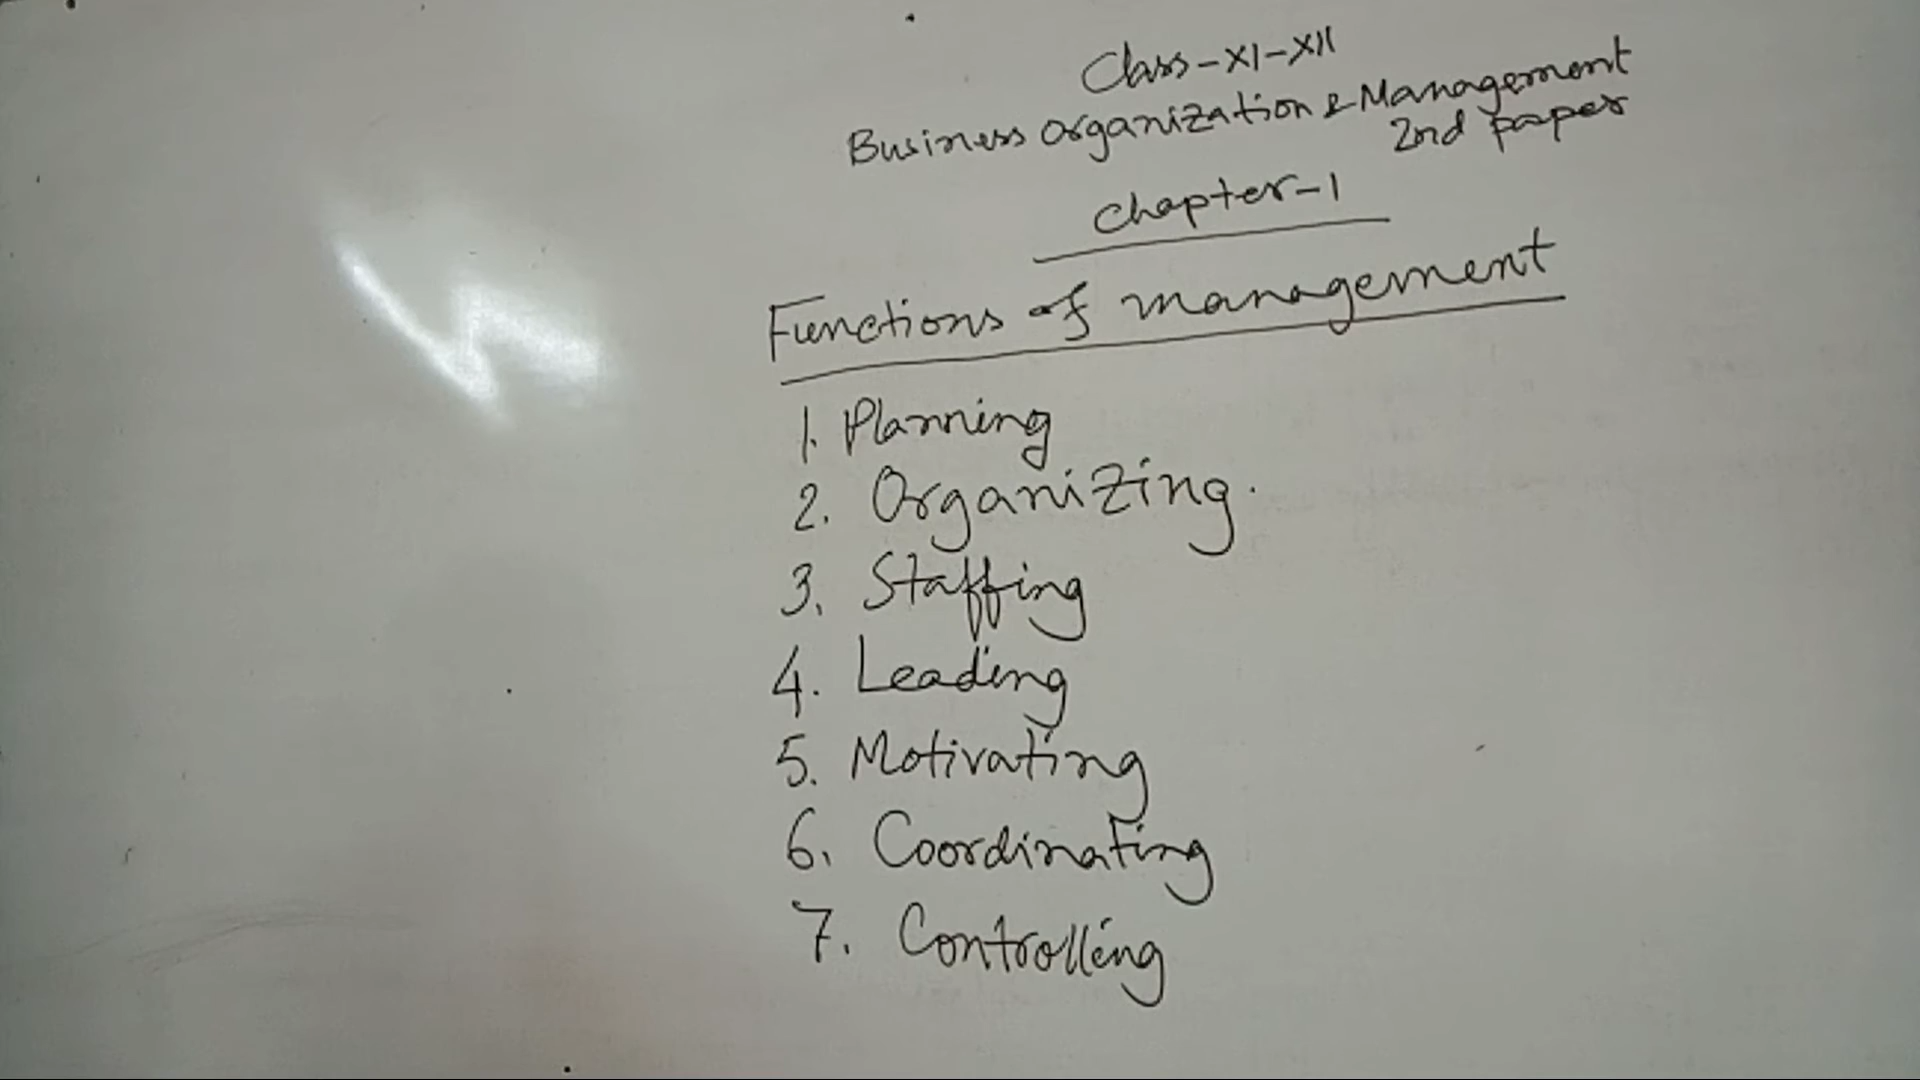 Class-XI-XII
Business organization & Management
2nd paper
Chapter-1
Functions of management
1. Planning
2. Organizing.
3. Staffing
4. Leading
5. Motivating
6. Coordinating
7. Controlling